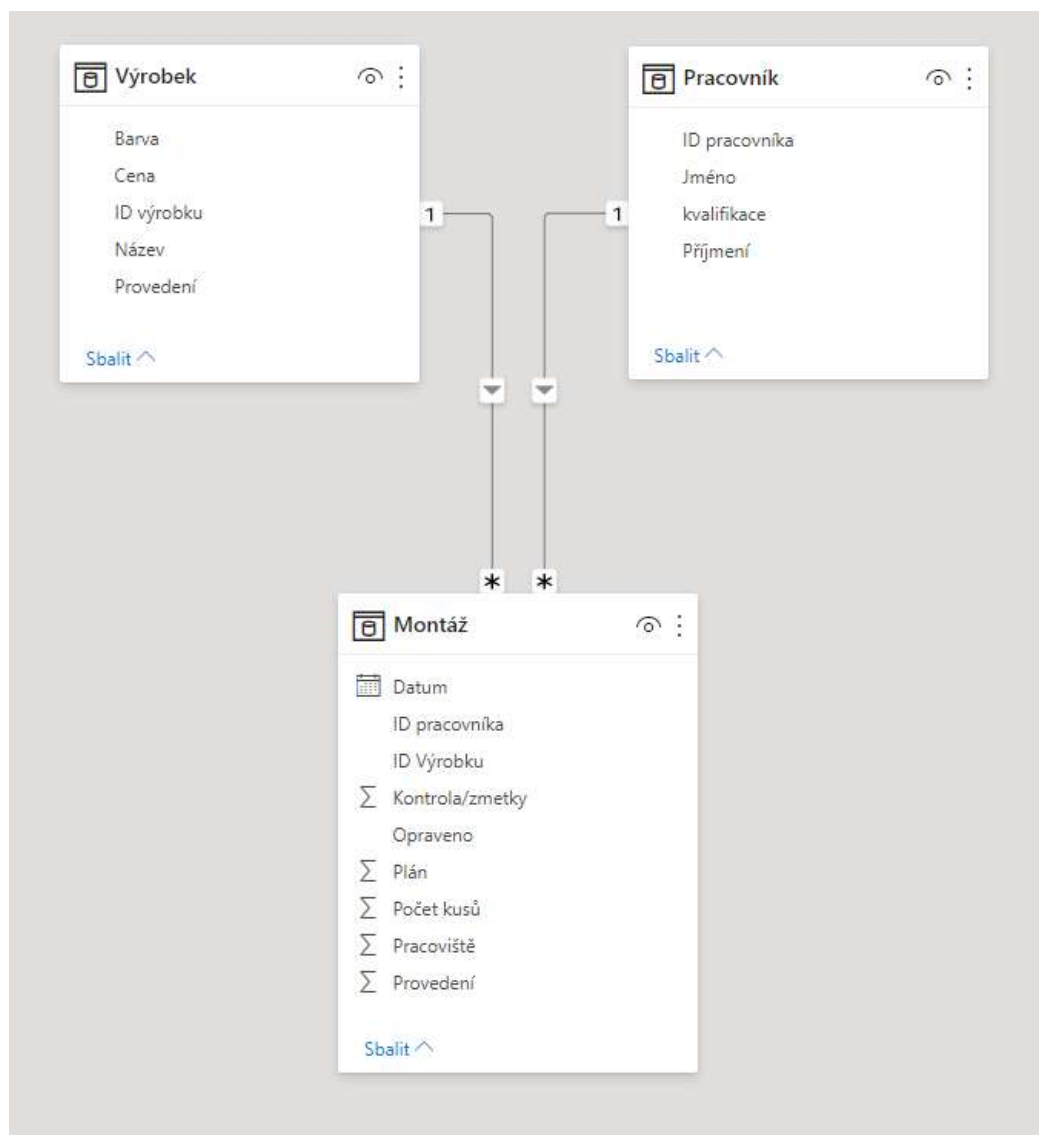 Výrobek
Barva
Cena
ID výrobku
Název
Provedení
Sbalit
Pracovník
ID pracovníka
Jméno
kvalifikace
Příjmení
Sbalit
1
1
*
*
Montáž
Datum
ID pracovníka
ID Výrobku
Σ Kontrola/zmetky
Opraveno
Σ Plán
Σ Počet kusů
Σ Pracoviště
Σ Provedení
Sbalit